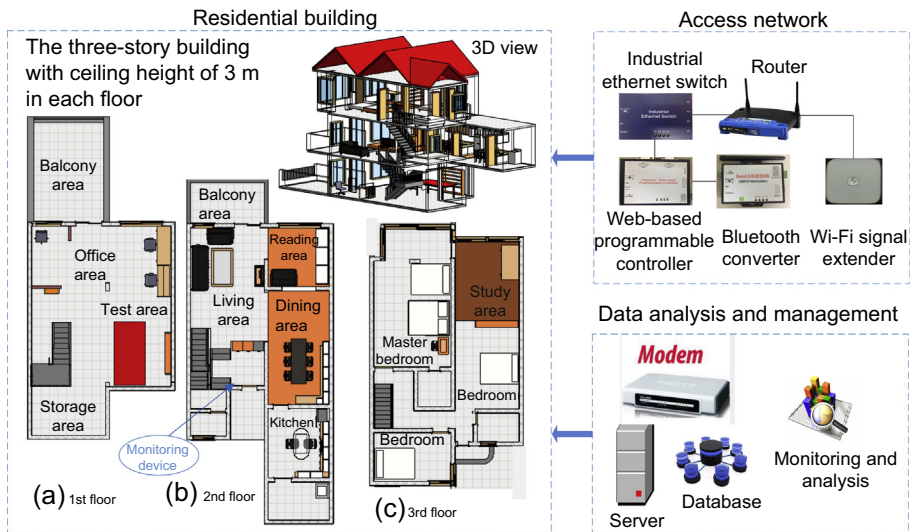 Residential building
The three-story building
with ceiling height of 3 m
in each floor
3D view
Balcony
area
Office
area
Test area
Storage
area
(a) 1st floor
Balcony
area
Reading
area
Living
area
Dining
area
Kitchen
Monitoring
device
(b) 2nd floor
Study
area
Master
bedroom
Bedroom
Bedroom
(c) 3rd floor
Access network
Industrial
ethernet switch
Router
Industrial
Ethernet Switch
Web-based
programmable
controller
Bluetooth
converter
Wi-Fi signal
extender
Data analysis and management
Modem
Server
Database
Monitoring and
analysis